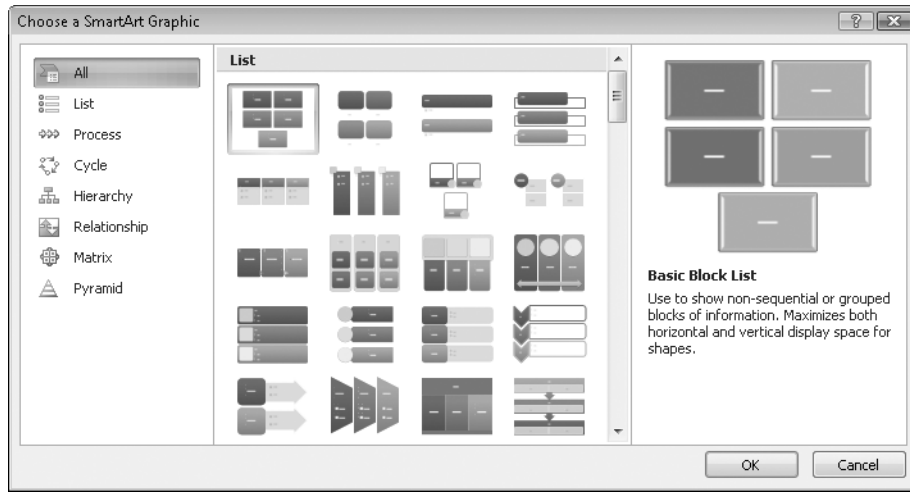 Choose a SmartArt Graphic
All
List
Process
Cycle
Hierarchy
Relationship
Matrix
Pyramid
List
Basic Block List
Use to show non-sequential or grouped
blocks of information. Maximizes both
horizontal and vertical display space for
shapes.
OK
Cancel